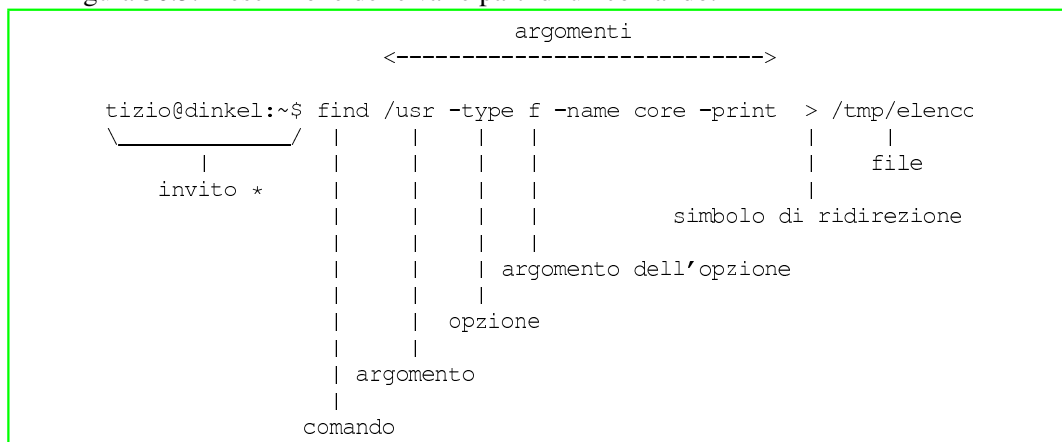 argomenti
<--------------------------->
tizio@dinkel:~$ find /usr -type f -name core -print > /tmp/elencc
file
invito *
simbolo di ridirezione
argomento dell'opzione
opzione
argomento
comando